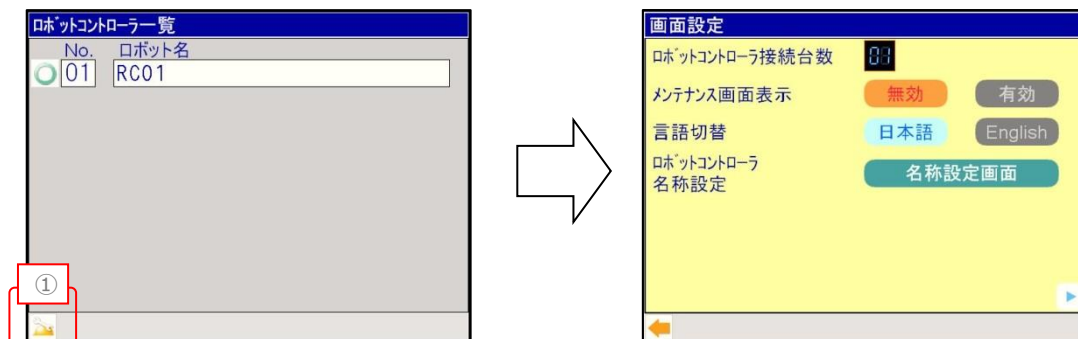 ロボットコントローラ一覧
No. ロボット名
01 RC01
①
画面設定
ロボットコントローラ接続台数
メンテナンス画面表示 無効 有効
言語切替 日本語 English
ロボットコントローラ
名称設定 名称設定画面